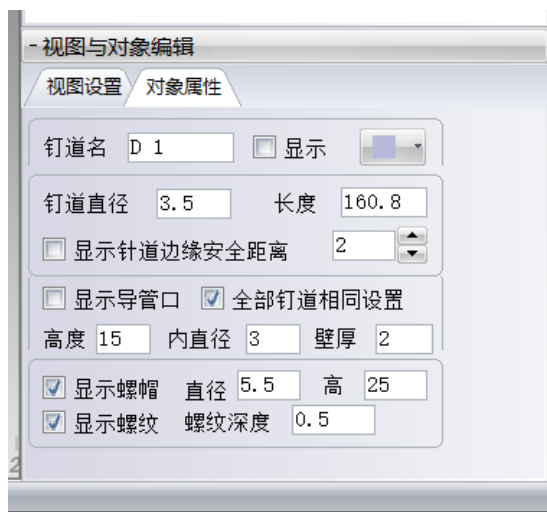 - 视图与对象编辑
视图设置 对象属性
钉道名 D 1 显示
钉道直径 3.5 长度 160.8
显示针道边缘安全距离 2
显示导管口 全部钉道相同设置
高度 15 内直径 3 壁厚 2
显示螺帽 直径 5.5 高 25
显示螺纹 螺纹深度 0.5
2